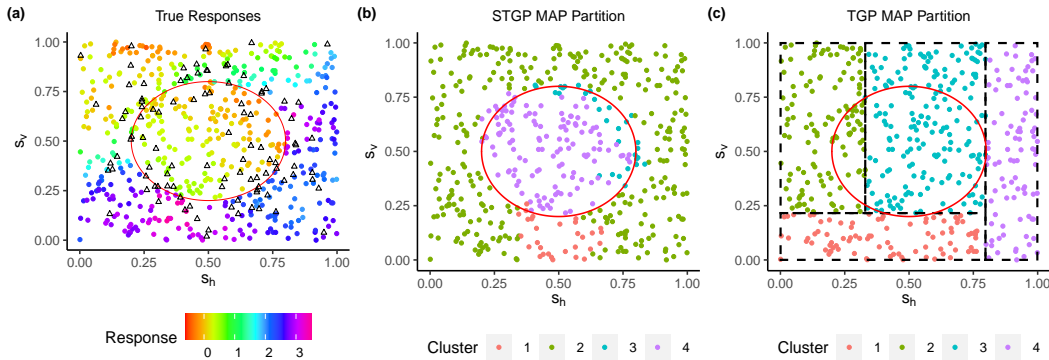 (a) True Responses
1.00
0.75
0.50
0.25
0.00
sv
0.00 0.25 0.50 0.75 1.00
sh
Response
0 1 2 3
(b) STGP MAP Partition
1.00
0.75
0.50
0.25
0.00
sv
0.00 0.25 0.50 0.75 1.00
sh
Cluster 1 2 3 4
(c) TGP MAP Partition
1.00
0.75
0.50
0.25
0.00
sv
0.00 0.25 0.50 0.75 1.00
sh
Cluster 1 2 3 4